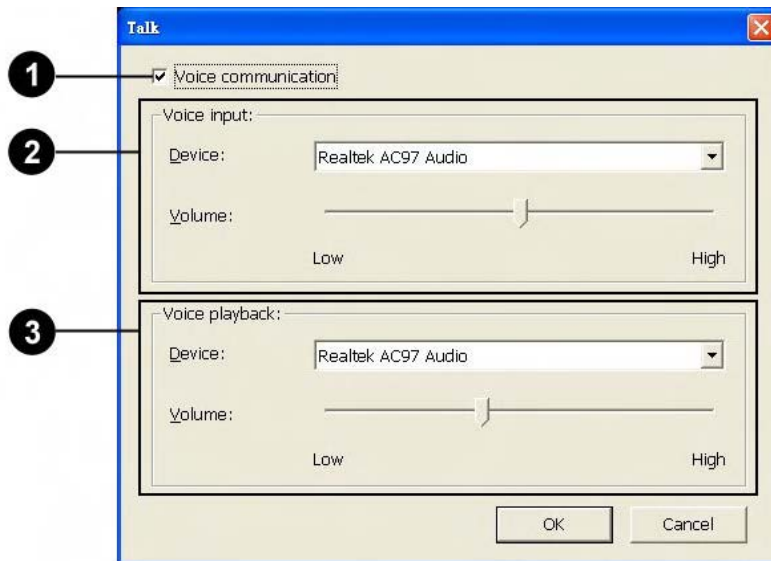 Talk
1
Voice communication
Voice input:
2
Device: Realtek AC97 Audio
Volume:
Low High
Voice playback:
3
Device: Realtek AC97 Audio
Volume:
Low High
OK Cancel